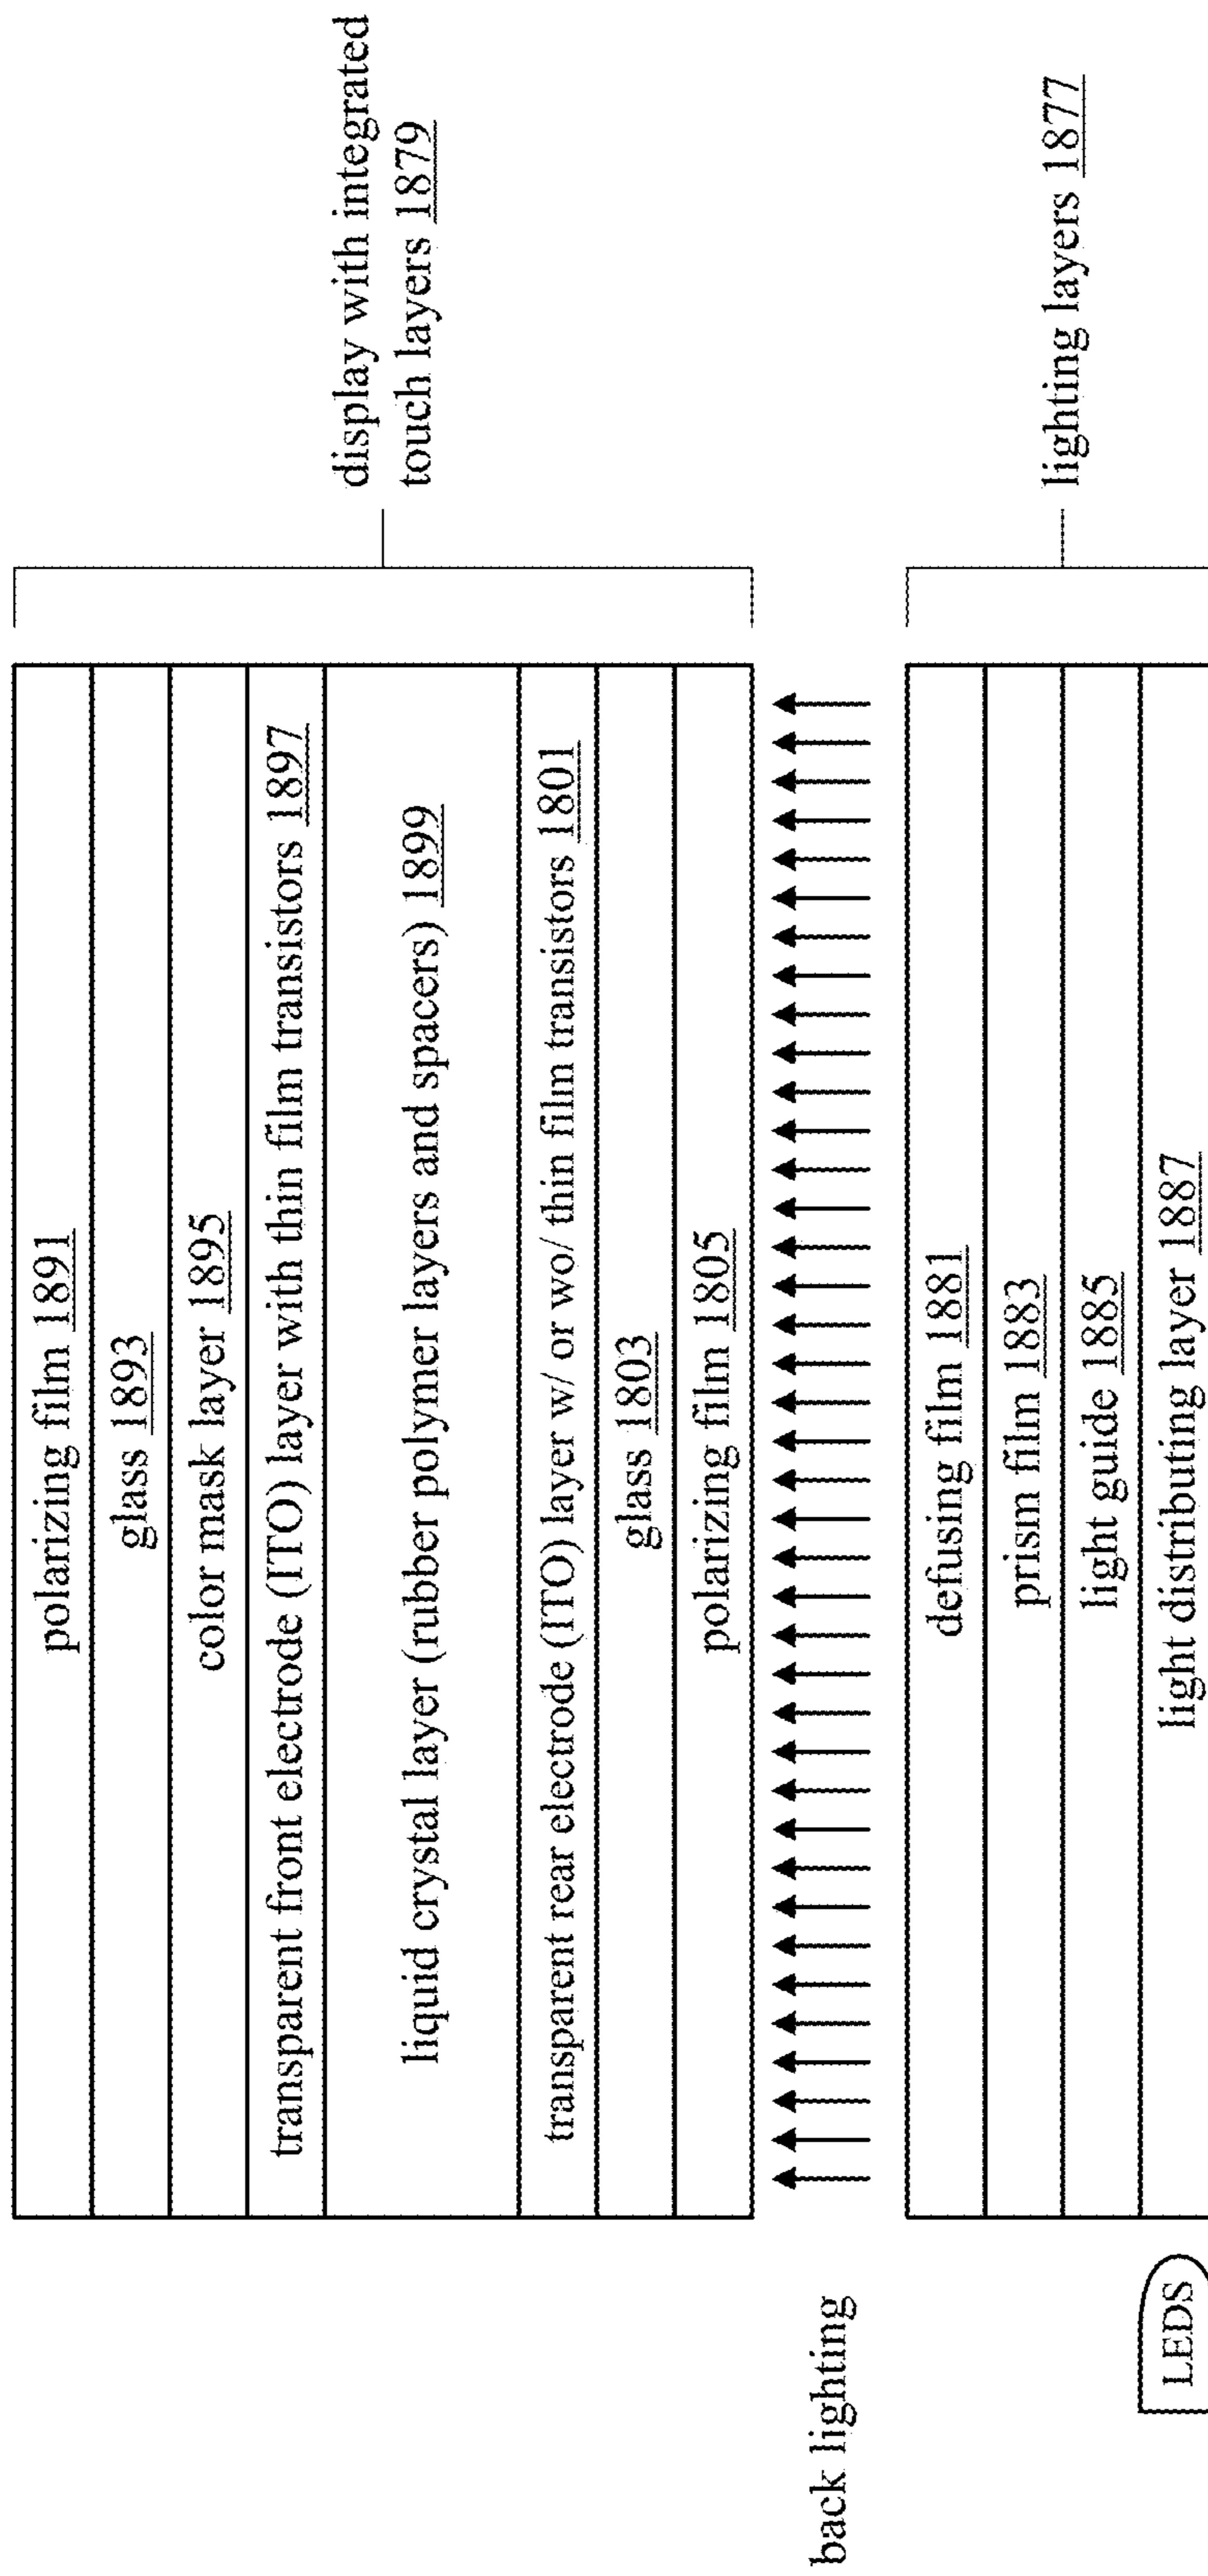 polarizing film 1891
glass 1893
color mask layer 1895
transparent front electrode (ITO) layer with thin film transistors 1897
liquid crystal layer (rubber polymer layers and spacers) 1899
transparent rear electrode (ITO) layer w/ or wo/ thin film transistors 1801
glass 1803
polarizing film 1805
display with integrated
touch layers 1879
back lighting
defusing film 1881
prism film 1883
light guide 1885
light distributing layer 1887
lighting layers 1877
LEDS